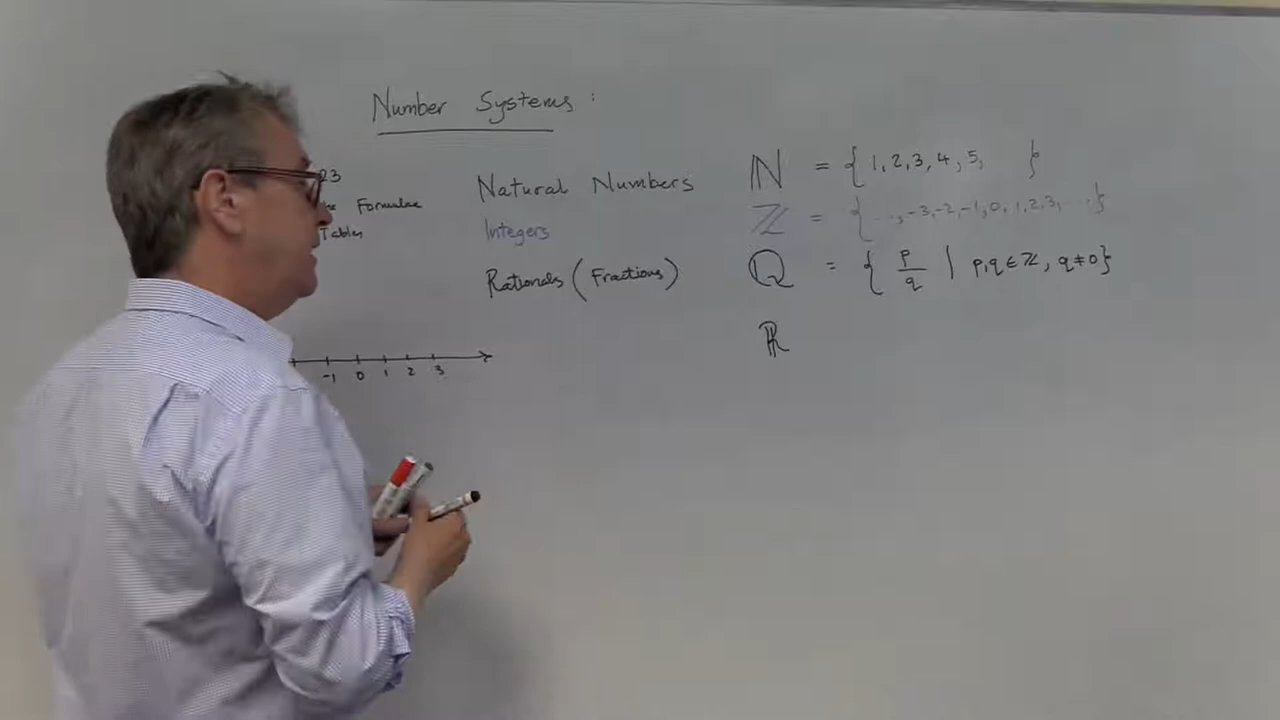 Number Systems :
23
Formulae
Tables
Natural Numbers ℕ = { 1, 2, 3, 4, 5,   }
Integers ℤ = { ..., -3, -2, -1, 0, 1, 2, 3, ... }
Rationals (Fractions) ℚ = { p/q | p,q ∈ ℤ, q ≠ 0 }
ℝ
-1 0 1 2 3